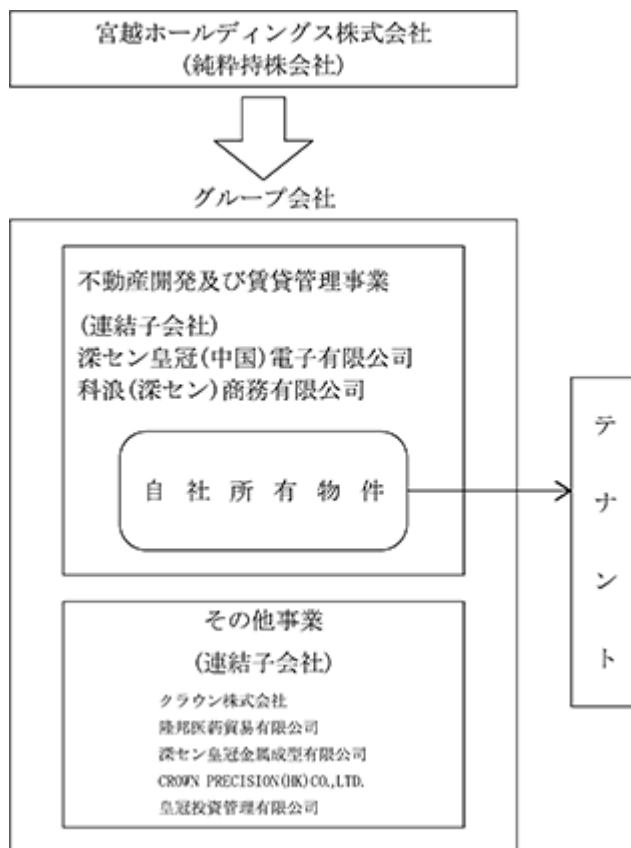 宮越ホールディングス株式会社
(純粋持株会社)
グループ会社
不動産開発及び賃貸管理事業
(連結子会社)
深セン皇冠(中国)電子有限公司
科浪(深セン)商務有限公司
自社所有物件
テナント
その他事業
(連結子会社)
クラウン株式会社
隆邦医葯貿易有限公司
深セン皇冠金属成型有限公司
CROWN PRECISION(HK)CO.,LTD.
皇冠投資管理有限公司